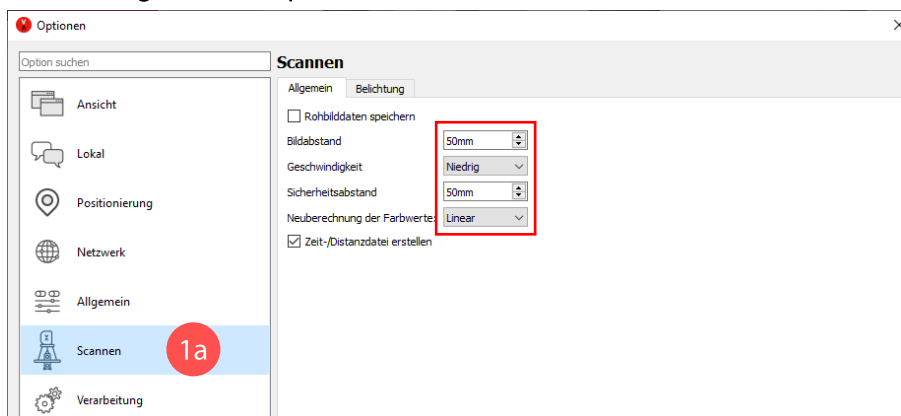 Optionen
Option suchen
Ansicht
Lokal
Positionierung
Netzwerk
Allgemein
Scannen
1a
Verarbeitung
Scannen
Allgemein Belichtung
Rohbilddaten speichern
Bildabstand 50mm
Geschwindigkeit Niedrig
Sicherheitsabstand 50mm
Neuberechnung der Farbwerte: Linear
Zeit-/Distanzdatei erstellen